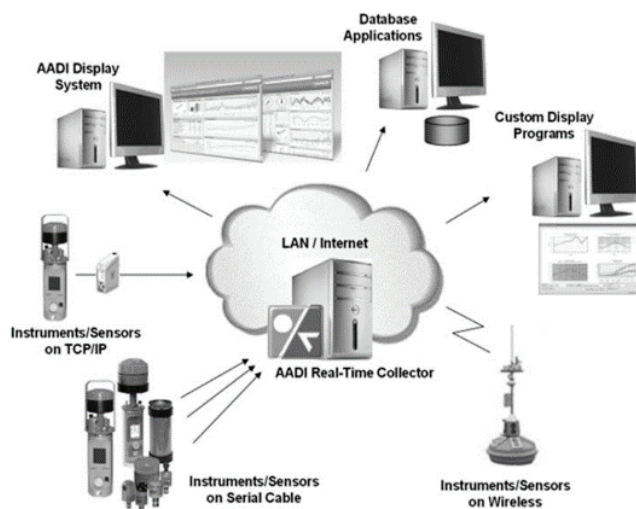 Database
Applications
AADI Display
System
Custom Display
Programs
LAN / Internet
Instruments/Sensors
on TCP/IP
AADI Real-Time Collector
Instruments/Sensors
on Serial Cable
Instruments/Sensors
on Wireless